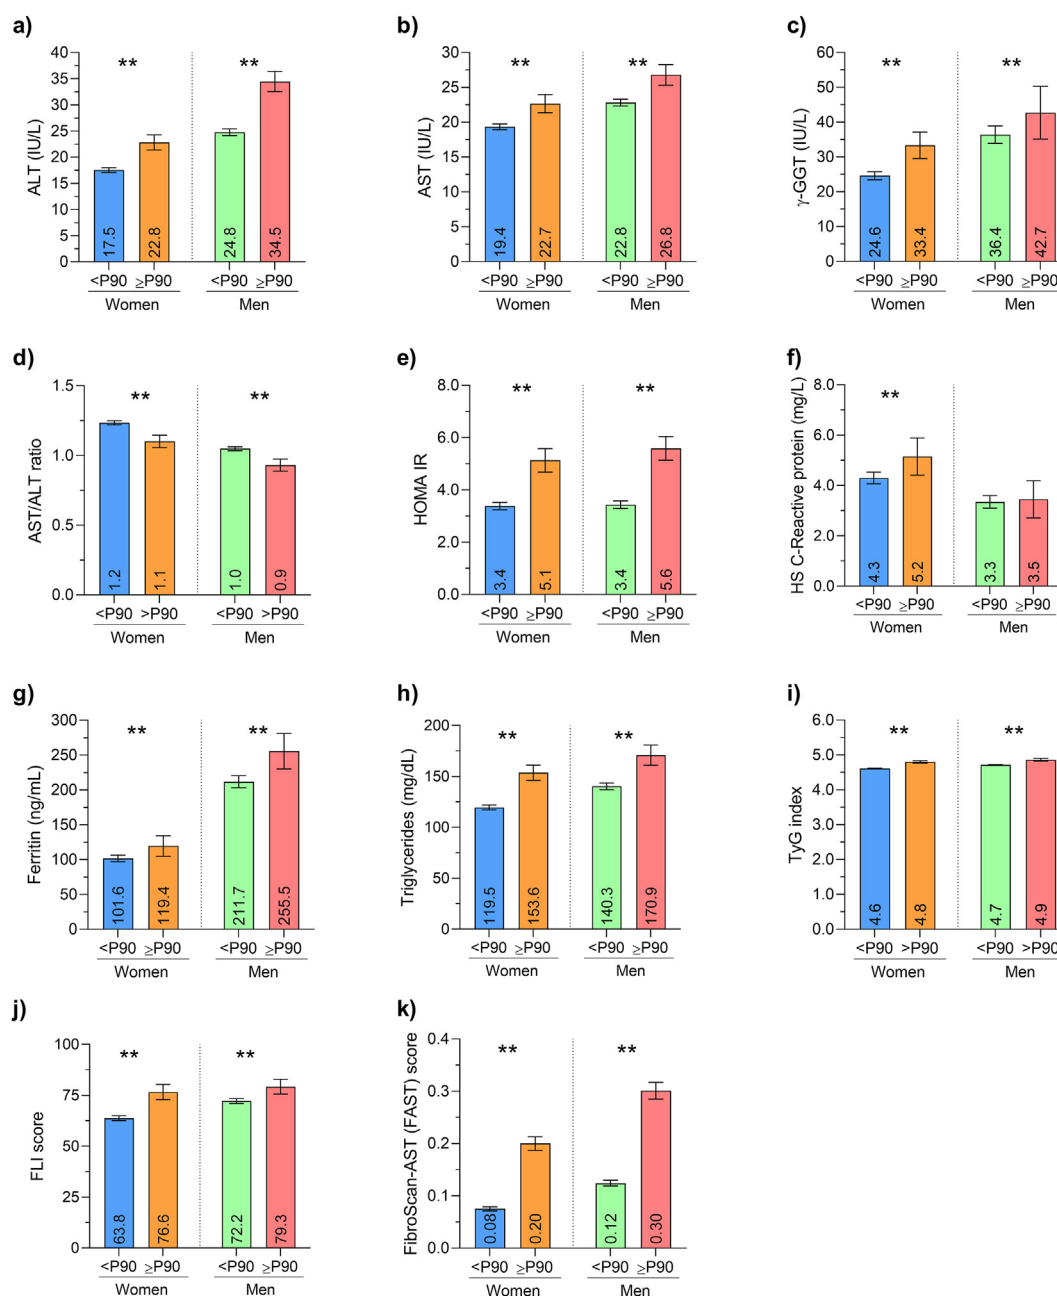 a)
ALT (IU/L)
40
35
30
25
20
15
10
5
0
**
**
17.5
22.8
24.8
34.5
<P90 ≥P90 <P90 ≥P90
Women Men
b)
AST (IU/L)
30
25
20
15
10
5
0
**
**
19.4
22.7
22.8
26.8
<P90 ≥P90 <P90 ≥P90
Women Men
c)
γ-GGT (IU/L)
60
50
40
30
20
10
0
**
**
24.6
33.4
36.4
42.7
<P90 ≥P90 <P90 ≥P90
Women Men
d)
AST/ALT ratio
1.5
1.0
0.5
0.0
**
**
1.2
1.1
1.0
0.9
<P90 >P90 <P90 >P90
Women Men
e)
HOMA IR
8.0
6.0
4.0
2.0
0.0
**
**
3.4
5.1
3.4
5.6
<P90 ≥P90 <P90 ≥P90
Women Men
f)
HS C-Reactive protein (mg/L)
8.0
6.0
4.0
2.0
0.0
**
4.3
5.2
3.3
3.5
<P90 ≥P90 <P90 ≥P90
Women Men
g)
Ferritin (ng/mL)
300
250
200
150
100
50
0
**
**
101.6
119.4
211.7
255.5
<P90 ≥P90 <P90 ≥P90
Women Men
h)
Triglycerides (mg/dL)
200
150
100
50
0
**
**
119.5
153.6
140.3
170.9
<P90 ≥P90 <P90 ≥P90
Women Men
i)
TyG index
6.0
5.0
4.0
3.0
2.0
1.0
0.0
**
**
4.6
4.8
4.7
4.9
<P90 >P90 <P90 >P90
Women Men
j)
FLI score
100
75
50
25
0
**
**
63.8
76.6
72.2
79.3
<P90 ≥P90 <P90 ≥P90
Women Men
k)
FibroScan-AST (FAST) score
0.4
0.3
0.2
0.1
0.0
**
**
0.08
0.20
0.12
0.30
<P90 ≥P90 <P90 ≥P90
Women Men